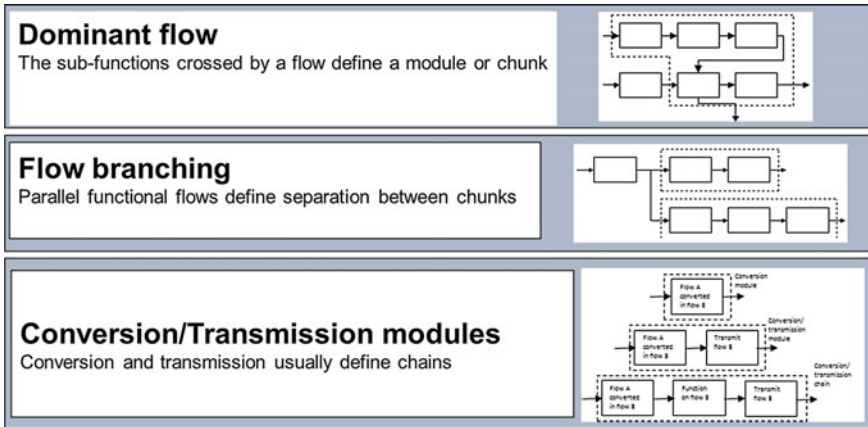 Dominant flow
The sub-functions crossed by a flow define a module or chunk
Flow branching
Parallel functional flows define separation between chunks
Conversion/Transmission modules
Conversion and transmission usually define chains
Conversion
module
Flow A
converted
in flow B
Conversion/
transmission
module
Flow A
converted
in flow B
Transmit
flow B
Conversion/
transmission
chain
Flow A
converted
in flow B
Function
on flow B
Transmit
flow B